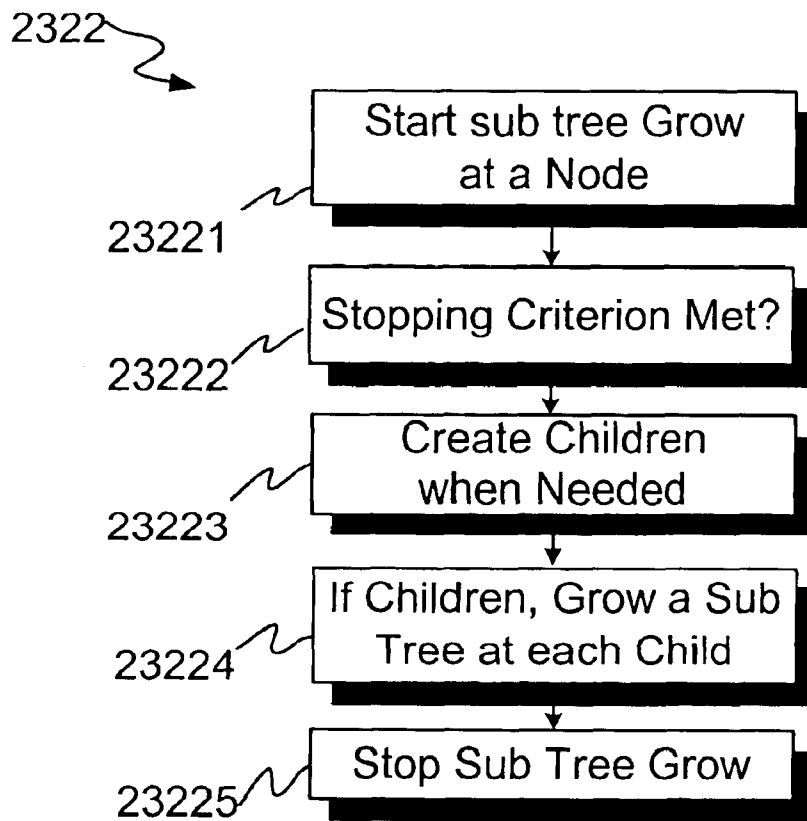 2322
Start sub tree Grow
at a Node
23221
Stopping Criterion Met?
23222
Create Children
when Needed
23223
If Children, Grow a Sub
Tree at each Child
23224
Stop Sub Tree Grow
23225